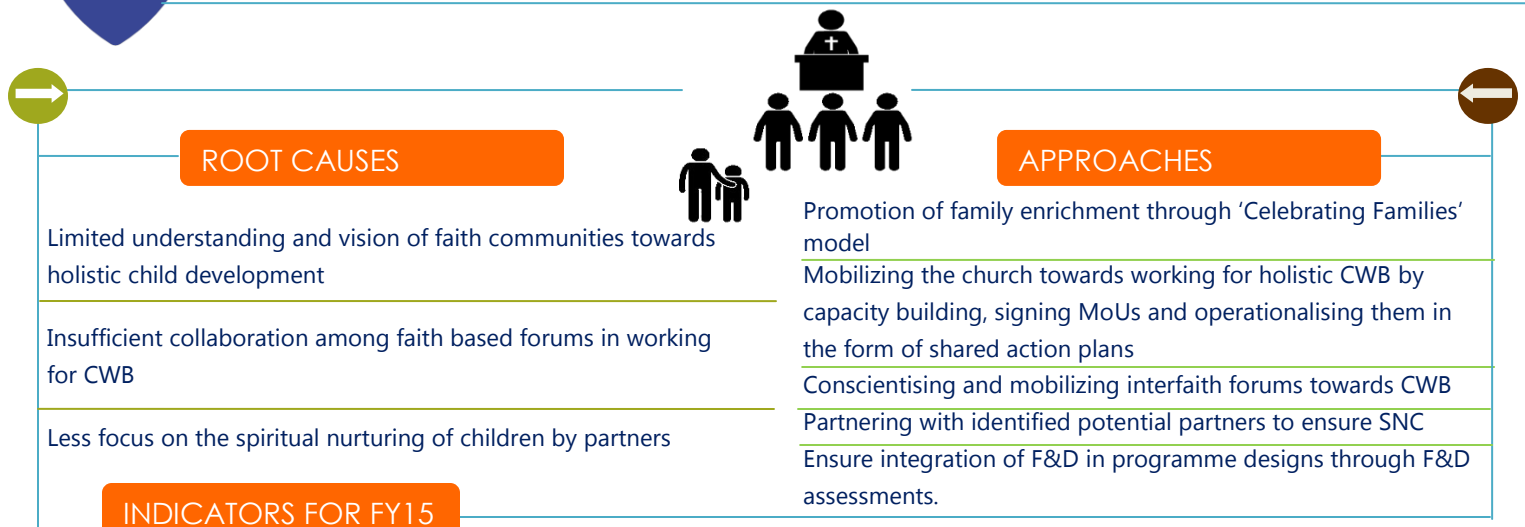 ROOT CAUSES
Limited understanding and vision of faith communities towards
holistic child development
Insufficient collaboration among faith based forums in working
for CWB
Less focus on the spiritual nurturing of children by partners
APPROACHES
Promotion of family enrichment through ‘Celebrating Families’
model
Mobilizing the church towards working for holistic CWB by
capacity building, signing MoUs and operationalising them in
the form of shared action plans
Conscientising and mobilizing interfaith forums towards CWB
Partnering with identified potential partners to ensure SNC
Ensure integration of F&D in programme designs through F&D
assessments.
INDICATORS FOR FY15